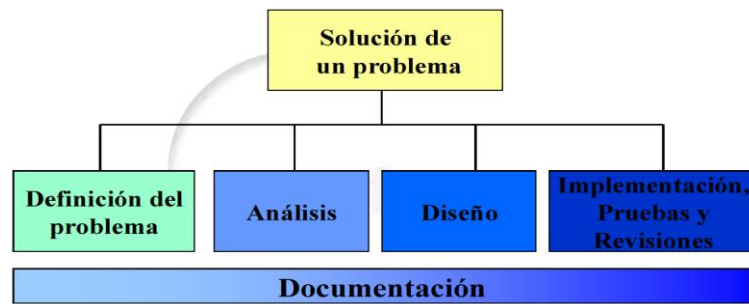 Solución de
un problema
Definición del
problema
Análisis
Diseño
Implementación,
Pruebas y
Revisiones
Documentación